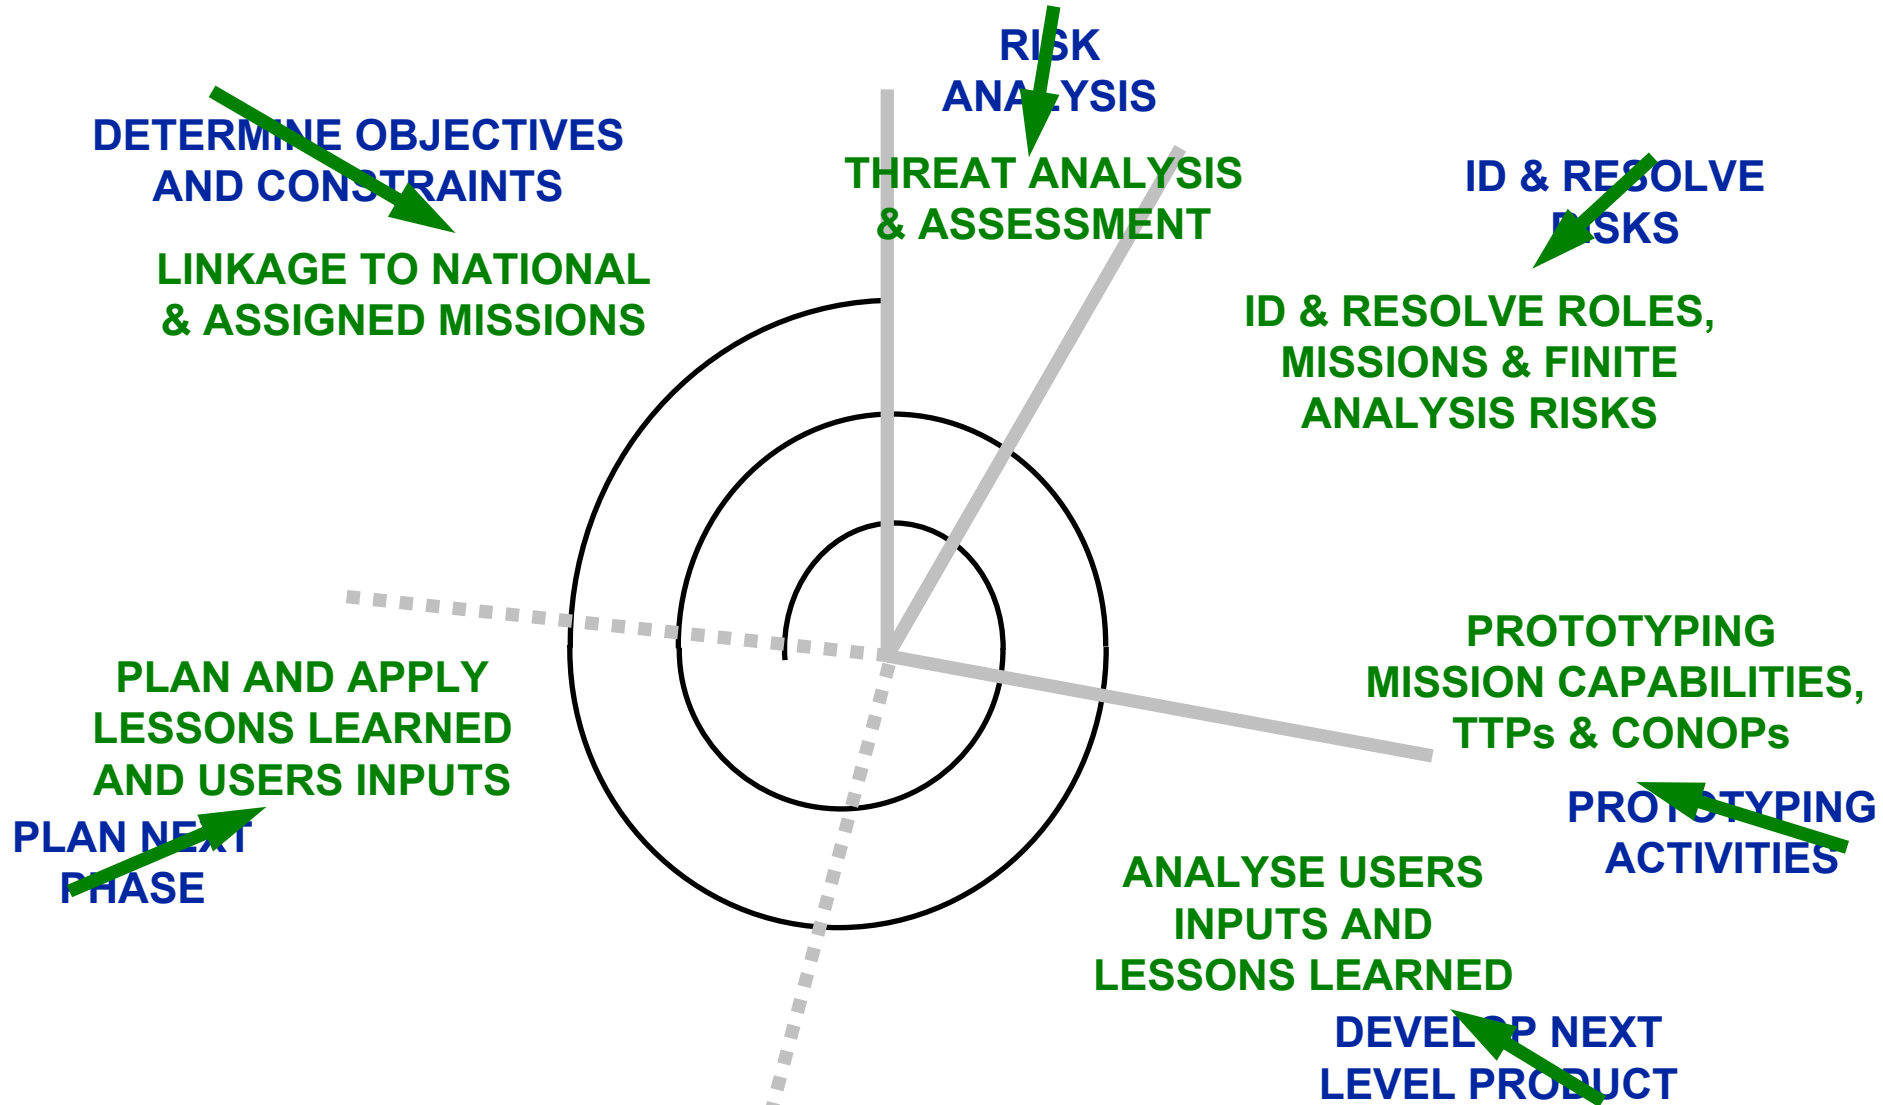 RISK
ANALYSIS
DETERMINE OBJECTIVES
AND CONSTRAINTS
THREAT ANALYSIS
& ASSESSMENT
ID & RESOLVE
RISKS
LINKAGE TO NATIONAL
& ASSIGNED MISSIONS
ID & RESOLVE ROLES,
MISSIONS & FINITE
ANALYSIS RISKS
PROTOTYPING
MISSION CAPABILITIES,
TTPs & CONOPs
PLAN AND APPLY
LESSONS LEARNED
AND USERS INPUTS
PROTOTYPING
ACTIVITIES
PLAN NEXT
PHASE
ANALYSE USERS
INPUTS AND
LESSONS LEARNED
DEVELOP NEXT
LEVEL PRODUCT